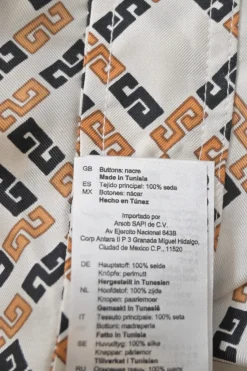 GB Buttons: nacre
Made in Tunisia
ES Tejido principal: 100% seda
MX Botones: nácar
Hecho en Túnez
Importado por
Arsob SAPI de C.V.
Av Ejercito Nacional 843B
Corp Antara II P 3 Granada Miguel Hidalgo,
Ciudad de Mexico C.P., 11520
DE Hauptstoff: 100% seide
Knöpfe: perlmutt
Hergestellt in Tunesien
NL Hoofdstof: 100% zijde
Knopen: paarlemoer
Gemaakt in Tunesië
IT Tessuto principale: 100% seta
Bottoni: madreperla
Fatto in Tunisia
SE Huvudtyg: 100% silke
Knappar: pärlemor
Tillverkat i Tunisien
RU 100%